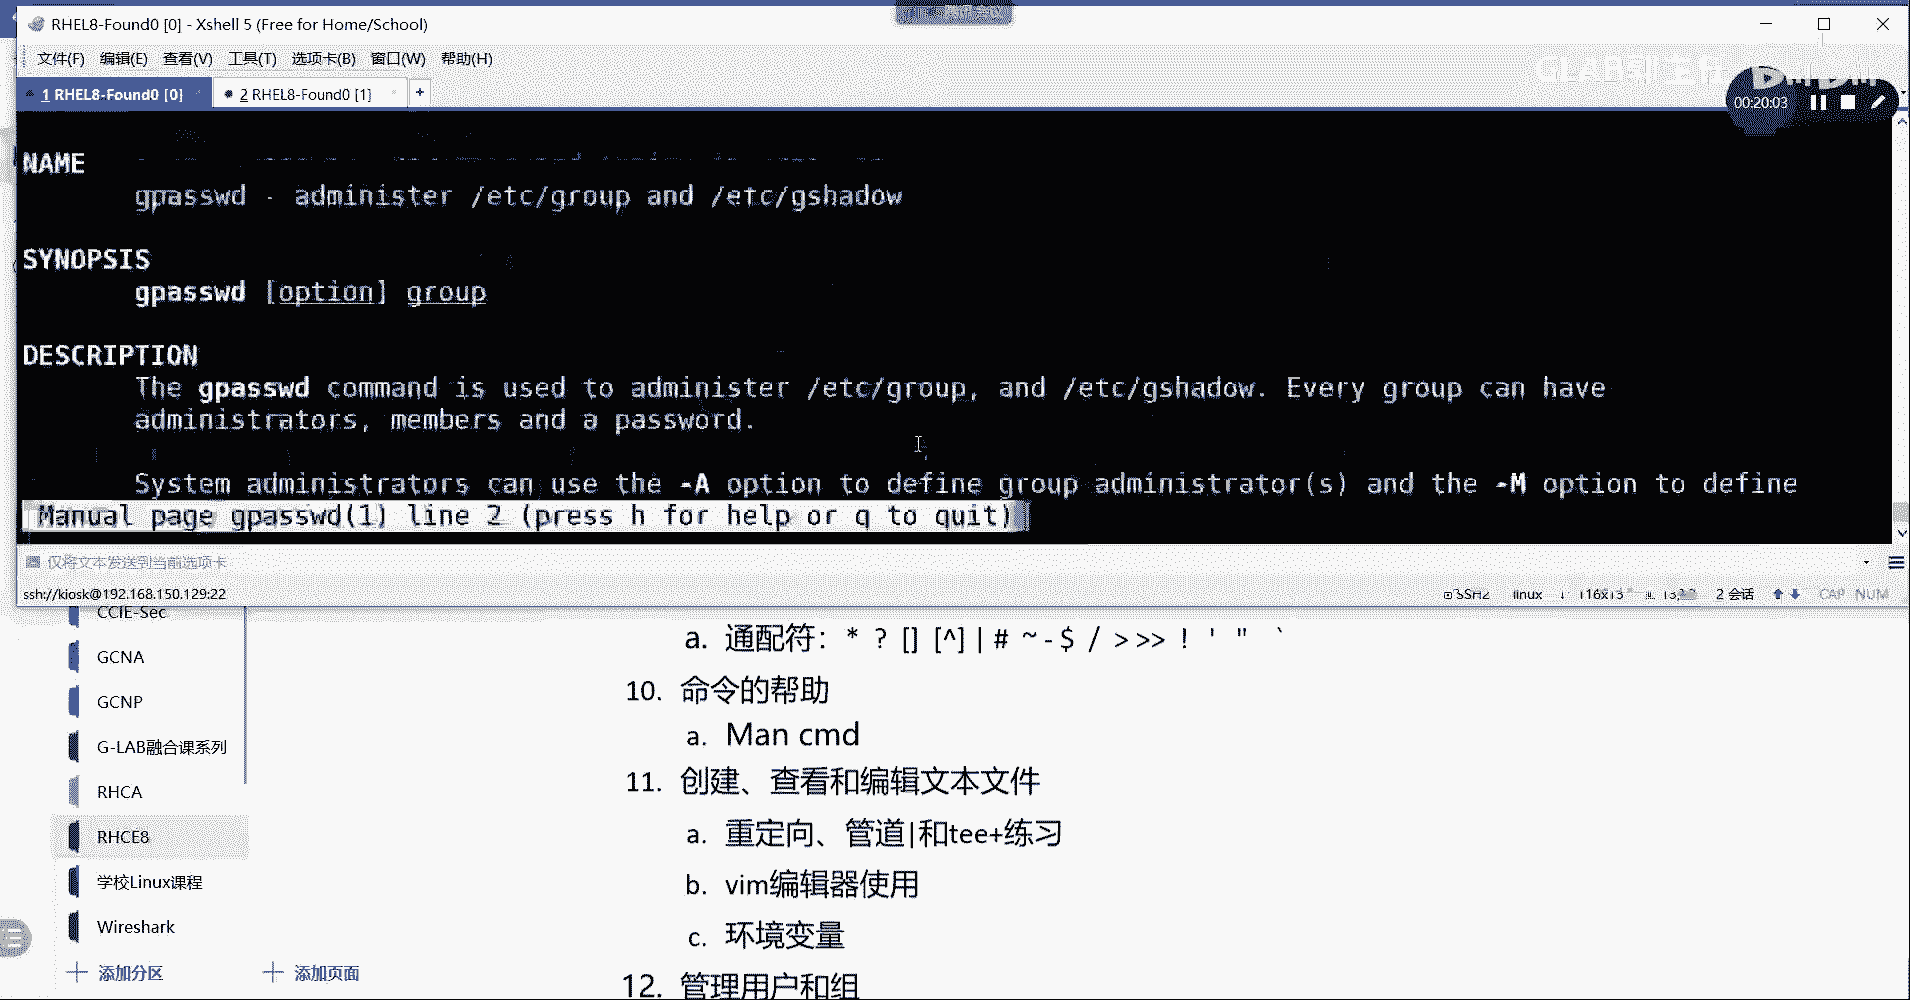 RHEL8-Found0 [0] - Xshell 5 (Free for Home/School)
文件(F) 编辑(E) 查看(V) 工具(T) 选项卡(B) 窗口(W) 帮助(H)
1 RHEL8-Found0 [0] 2 RHEL8-Found0 [1] +
00:20:03
NAME
gpasswd - administer /etc/group and /etc/gshadow
SYNOPSIS
gpasswd [option] group
DESCRIPTION
The gpasswd command is used to administer /etc/group, and /etc/gshadow. Every group can have
administrators, members and a password.
System administrators can use the -A option to define group administrator(s) and the -M option to define
Manual page gpasswd(1) line 2 (press h for help or q to quit)
仅将文本发送到当前选项卡
ssh://kiosk@192.168.150.129:22 SSH2 linux 116x13 2 会话 CAP NUM
CCIE-Sec
GCNA
GCNP
G-LAB融合课系列
RHCA
RHCE8
学校Linux课程
Wireshark
添加分区 添加页面
a. 通配符： * ? [] [^] | # ~ - $ / > >> ! ' " `
10. 命令的帮助
a. Man cmd
11. 创建、查看和编辑文本文件
a. 重定向、管道|和tee+练习
b. vim编辑器使用
c. 环境变量
12. 管理用户和组